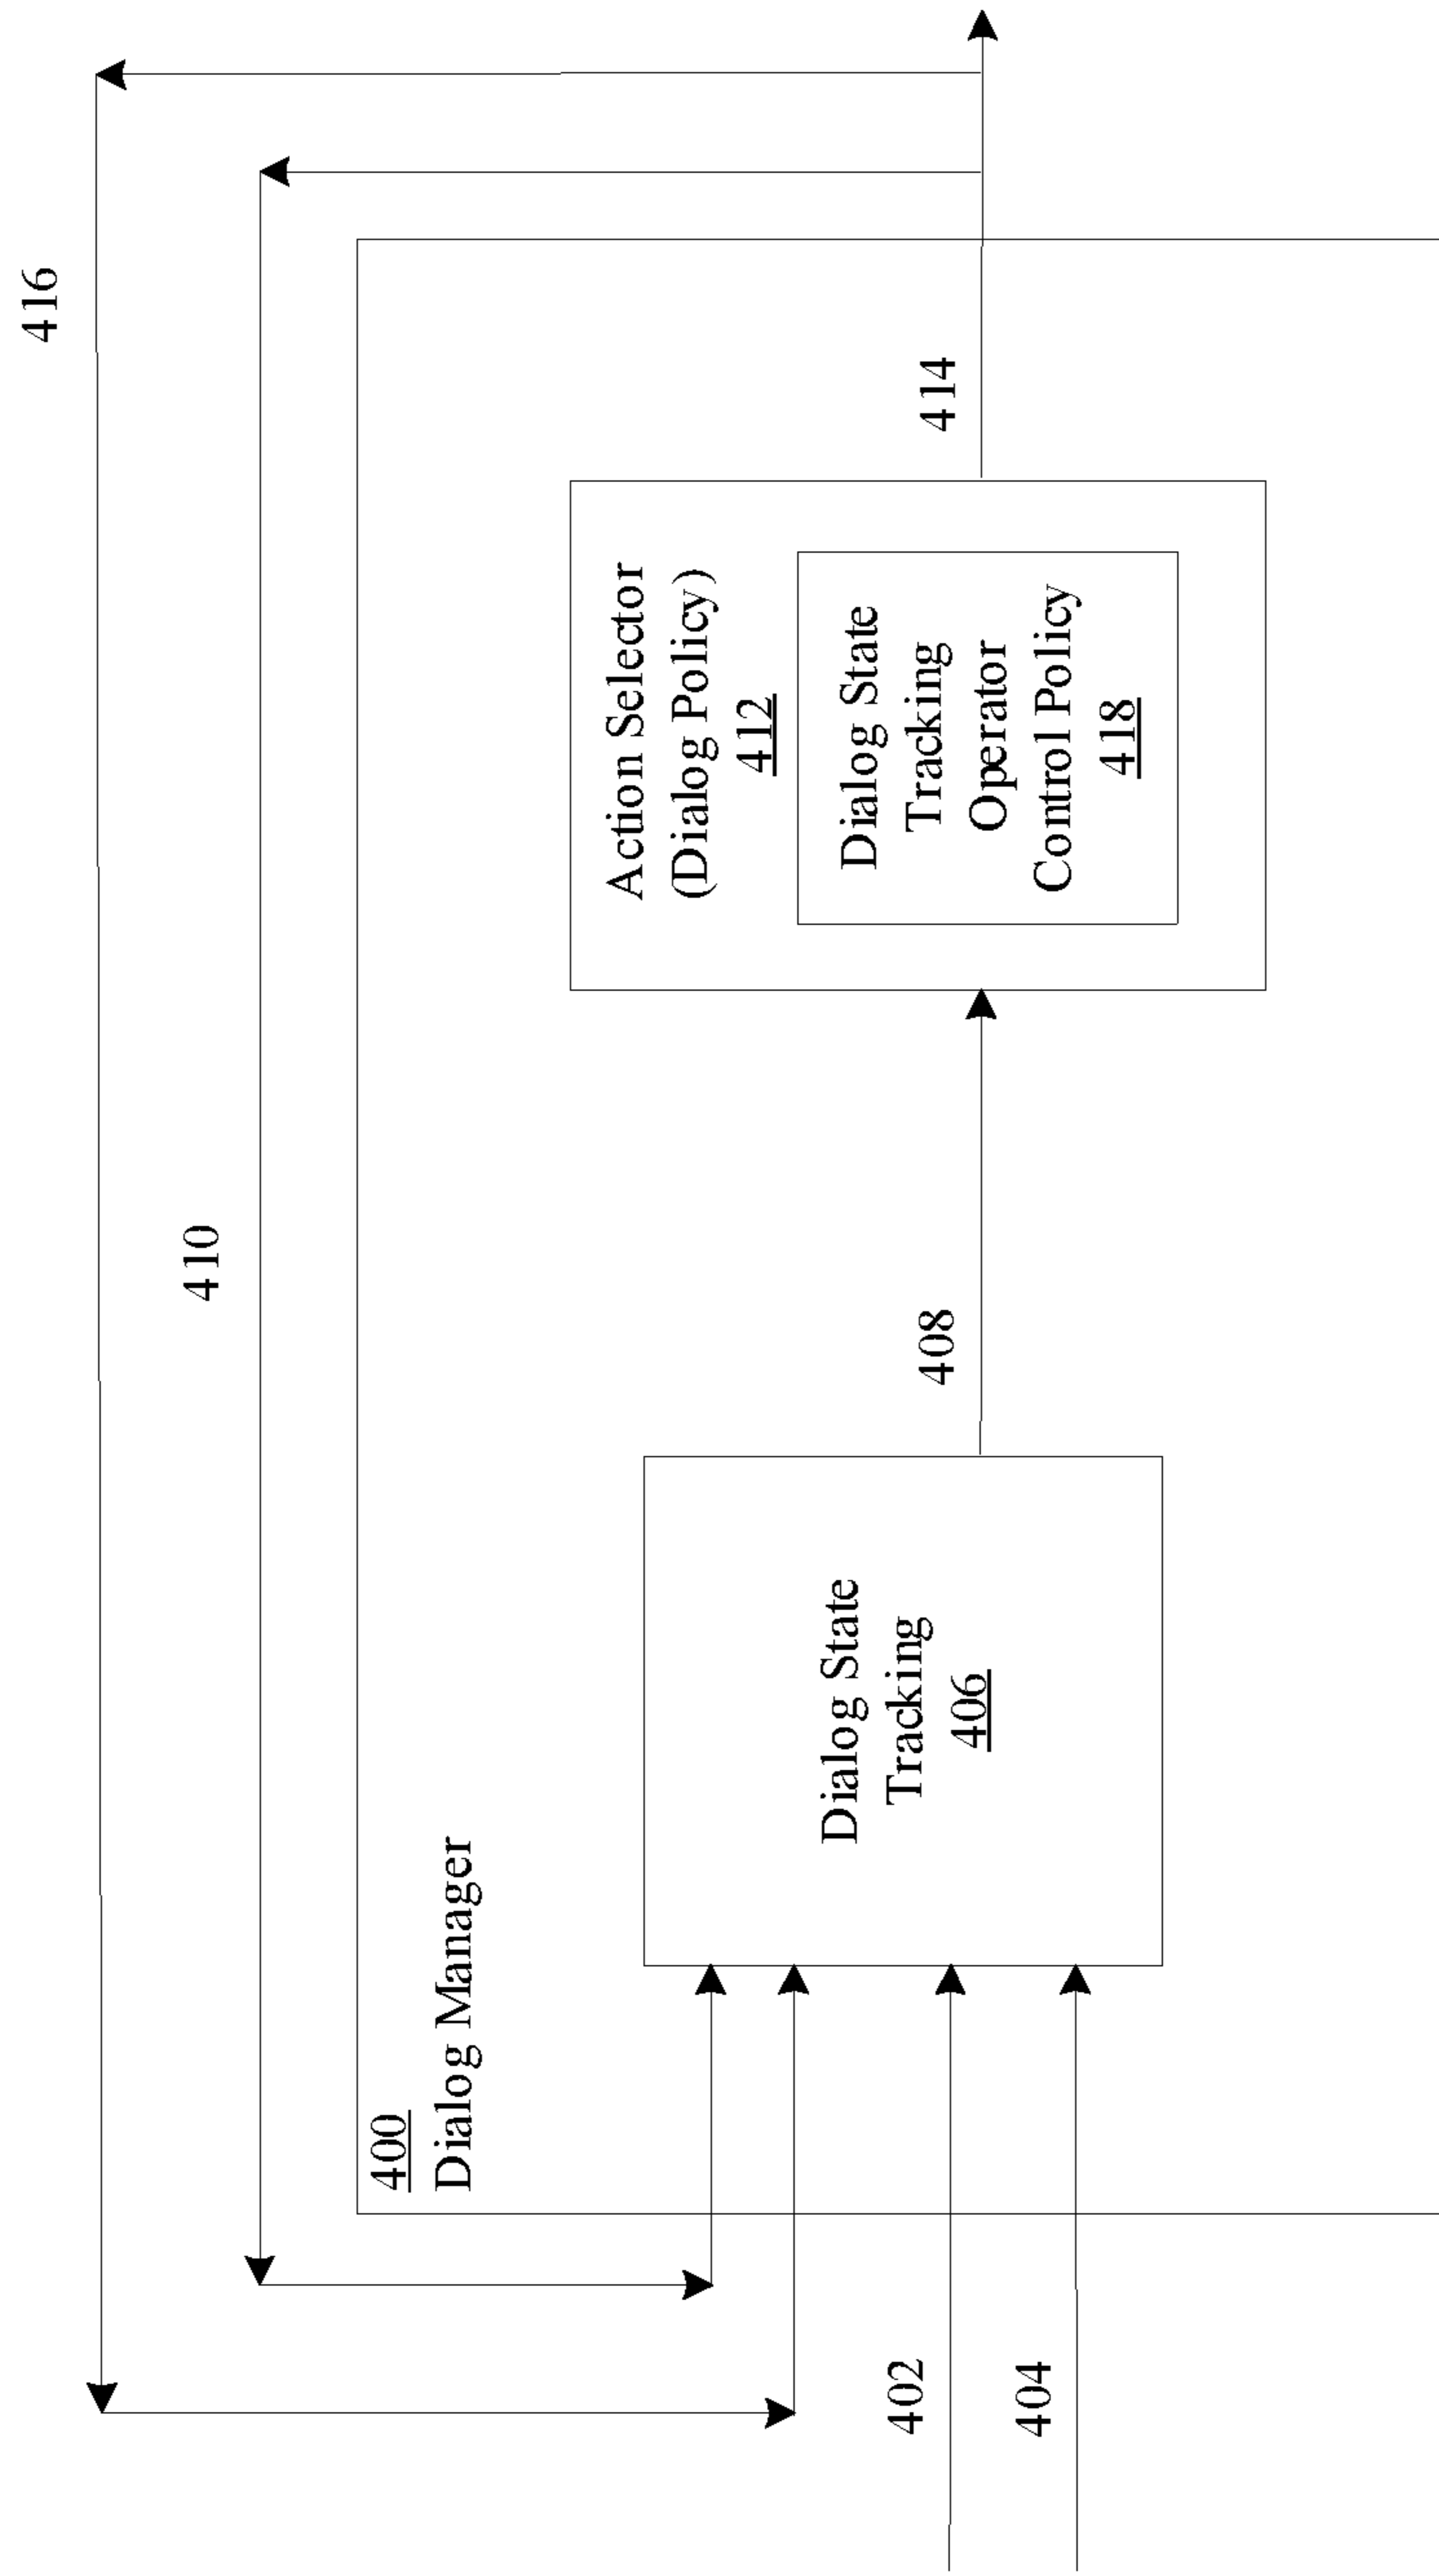 416
410
400
Dialog Manager
402
404
Dialog State
Tracking
406
408
Action Selector
(Dialog Policy)
412
Dialog State
Tracking
Operator
Control Policy
418
414